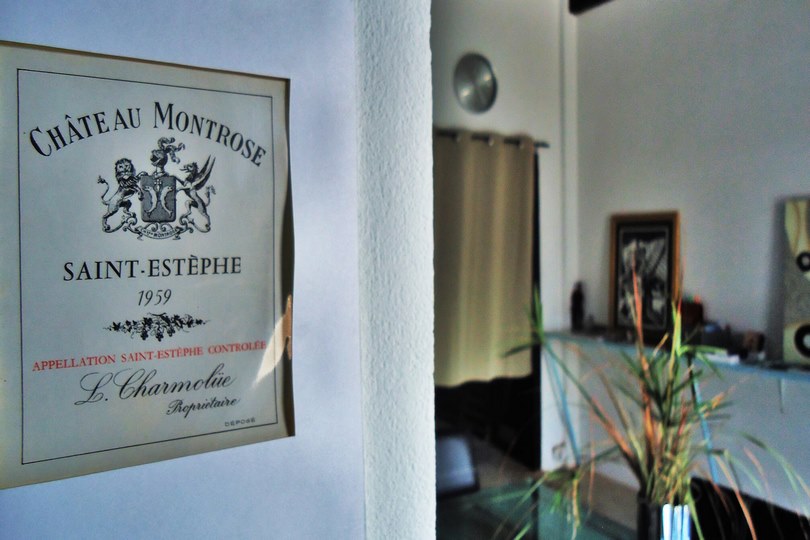 CHÂTEAU MONTROSE
SAINT-ESTÈPHE
1959
APPELLATION SAINT-ESTÈPHE CONTROLÉE
L. Charmolüe
Propriétaire
DÉPOSÉ